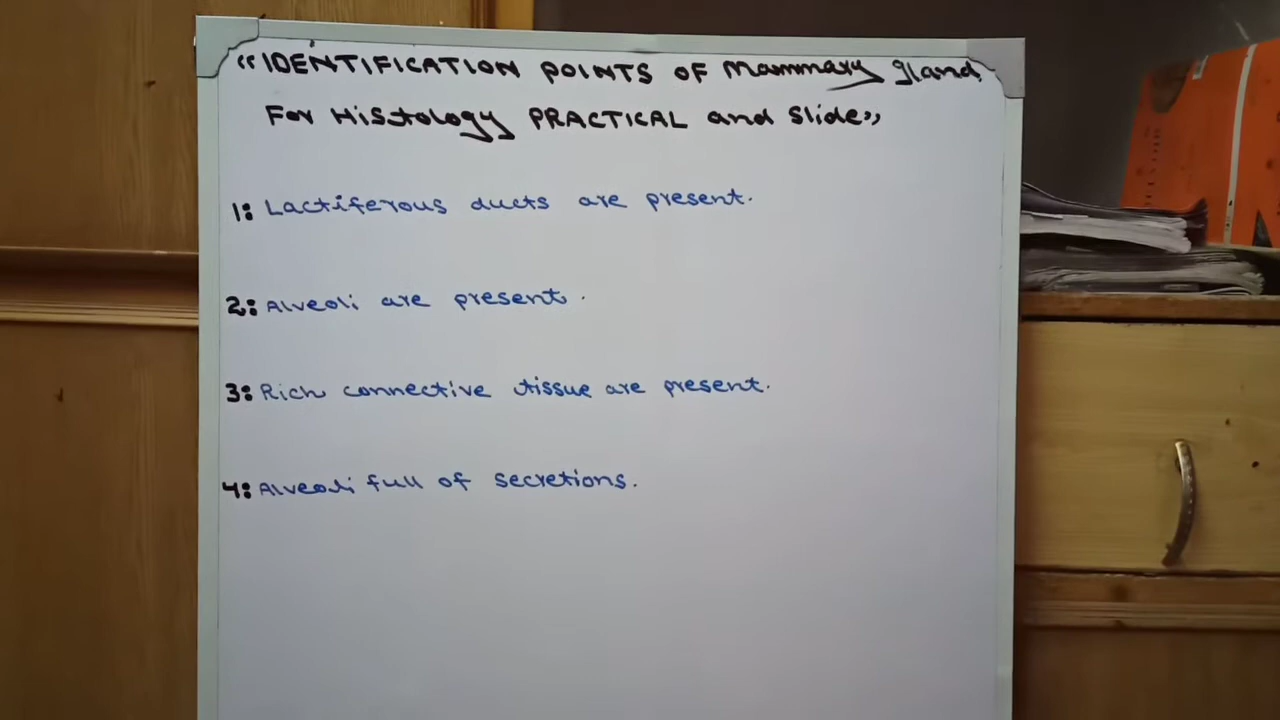 “IDENTIFICATION POINTS OF Mammary gland
For Histology PRACTICAL and Slide”
1: Lactiferous ducts are present.
2: Alveoli are present.
3: Rich connective tissue are present.
4: Alveoli full of secretions.